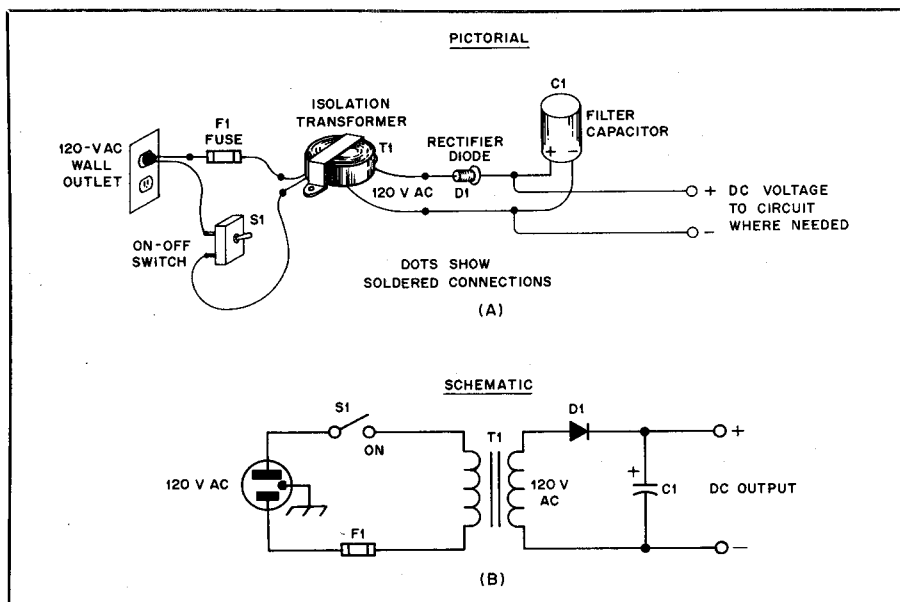 PICTORIAL
C1
ISOLATION
TRANSFORMER
FILTER
CAPACITOR
F1
FUSE
RECTIFIER
DIODE
T1
120-VAC
WALL
OUTLET
120 V AC
D1
+
−
+ DC VOLTAGE
TO CIRCUIT
− WHERE NEEDED
S1
ON-OFF
SWITCH
DOTS SHOW
SOLDERED CONNECTIONS
(A)
SCHEMATIC
S1
D1
ON
T1
+
120 V AC
120 V
AC
+
C1
DC OUTPUT
F1
−
(B)